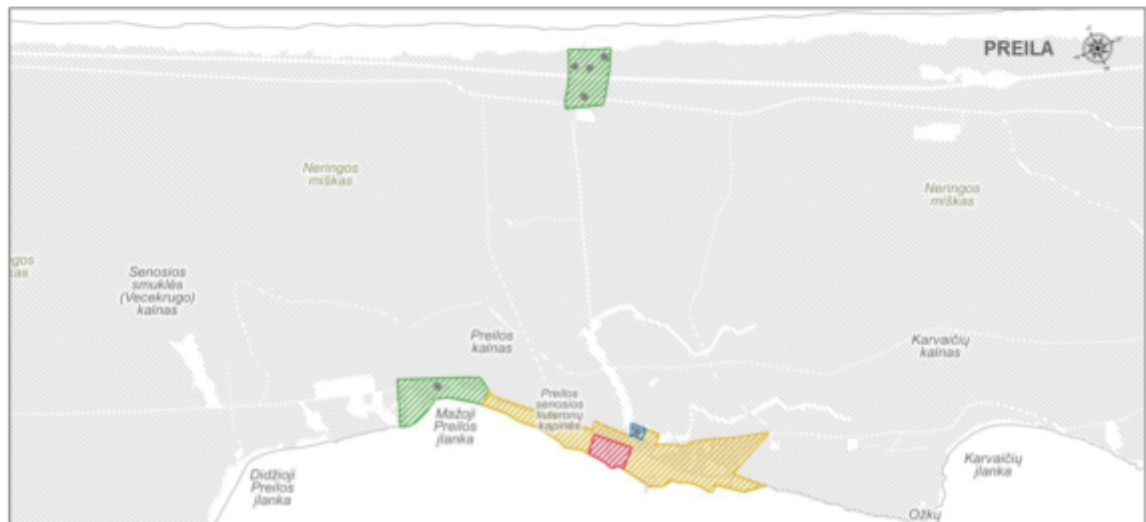 PREILA
Neringos
miškas
Neringos
miškas
Senosios
smuklės
(Vecekrugo)
kalnas
Preilos
kalnas
Karvaičių
kalnas
Preilos
senosios
liuteronų
kapinės
Mažoji
Preilos
įlanka
Karvaičių
įlanka
Didžioji
Preilos
įlanka
Ožkų